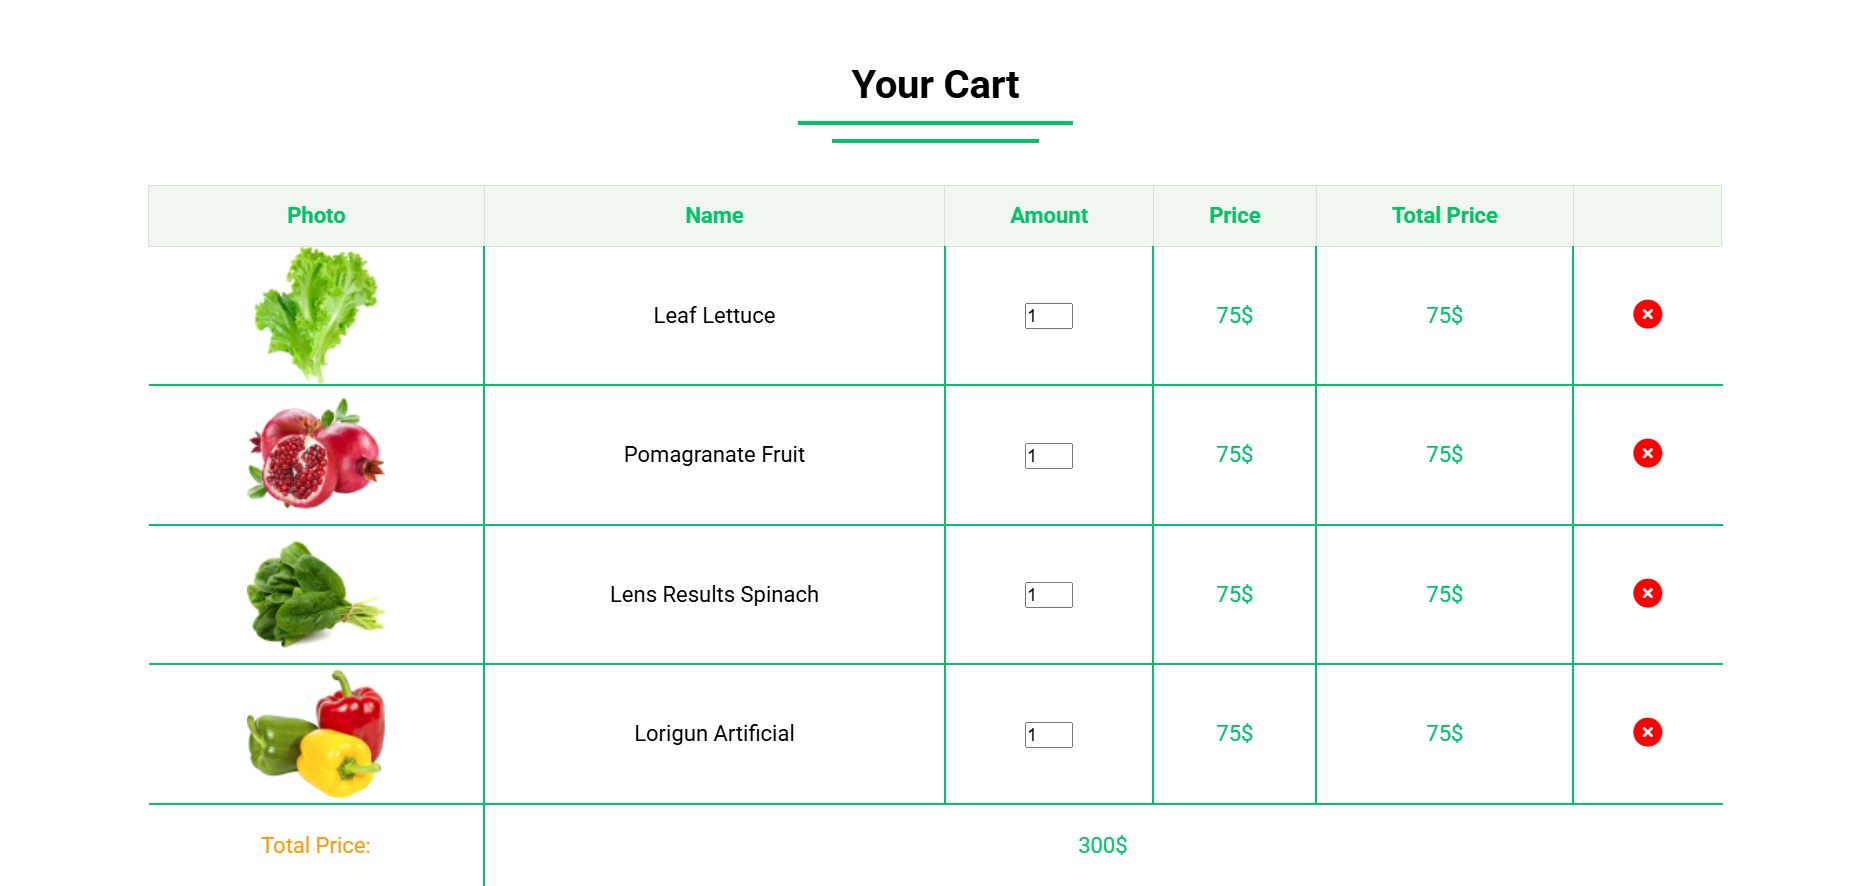 Your Cart
Photo Name Amount Price Total Price
Leaf Lettuce 1 75$ 75$
Pomagranate Fruit 1 75$ 75$
Lens Results Spinach 1 75$ 75$
Lorigun Artificial 1 75$ 75$
Total Price: 300$